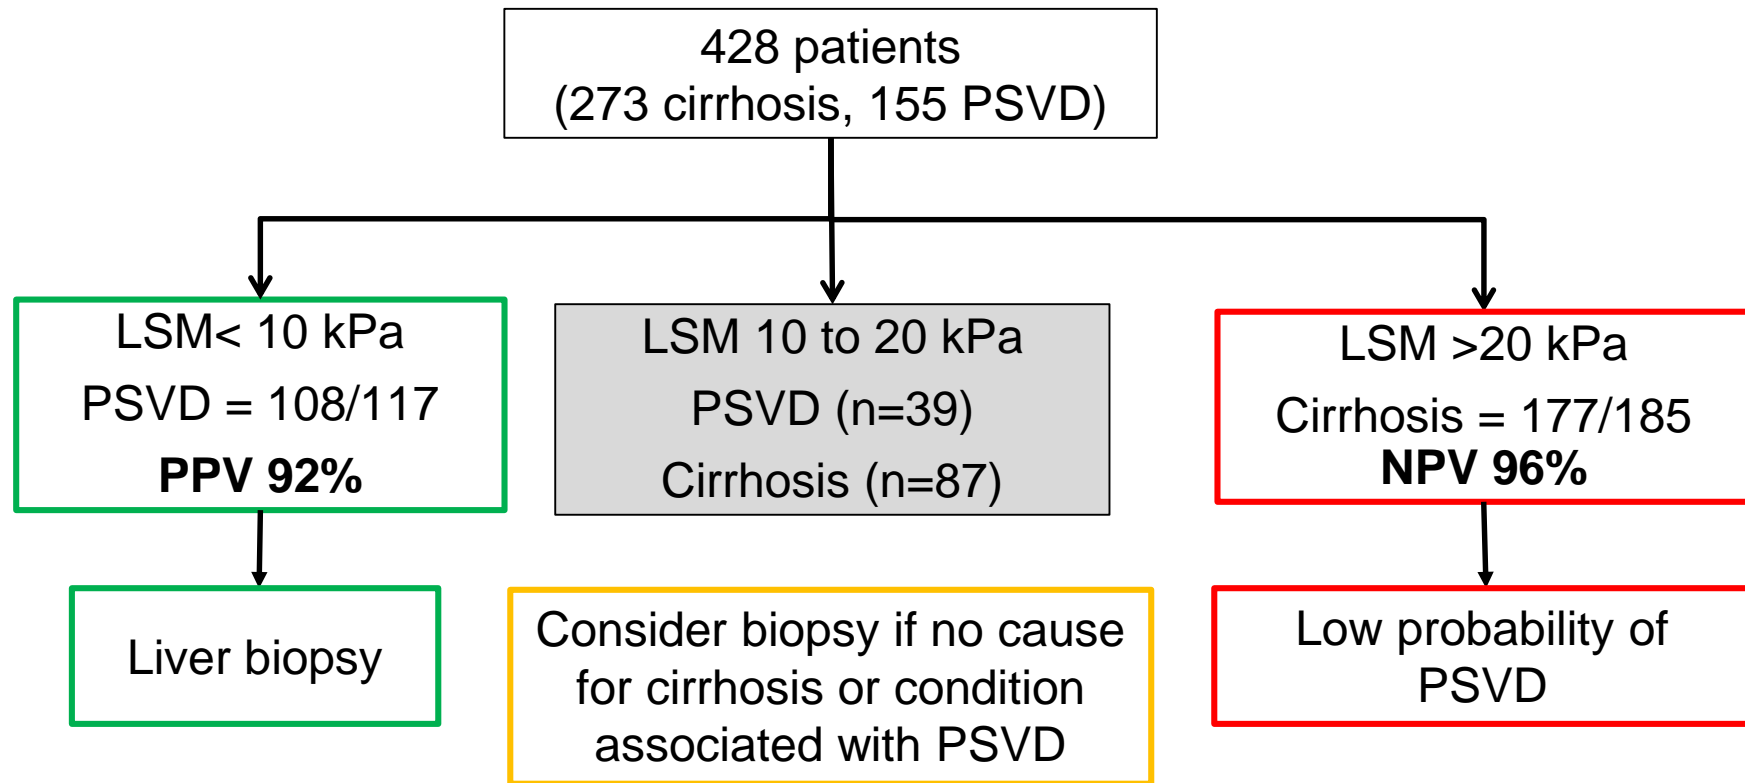 428 patients
(273 cirrhosis, 155 PSVD)
LSM< 10 kPa
PSVD = 108/117
PPV 92%
LSM 10 to 20 kPa
PSVD (n=39)
Cirrhosis (n=87)
LSM >20 kPa
Cirrhosis = 177/185
NPV 96%
Liver biopsy
Consider biopsy if no cause
for cirrhosis or condition
associated with PSVD
Low probability of
PSVD